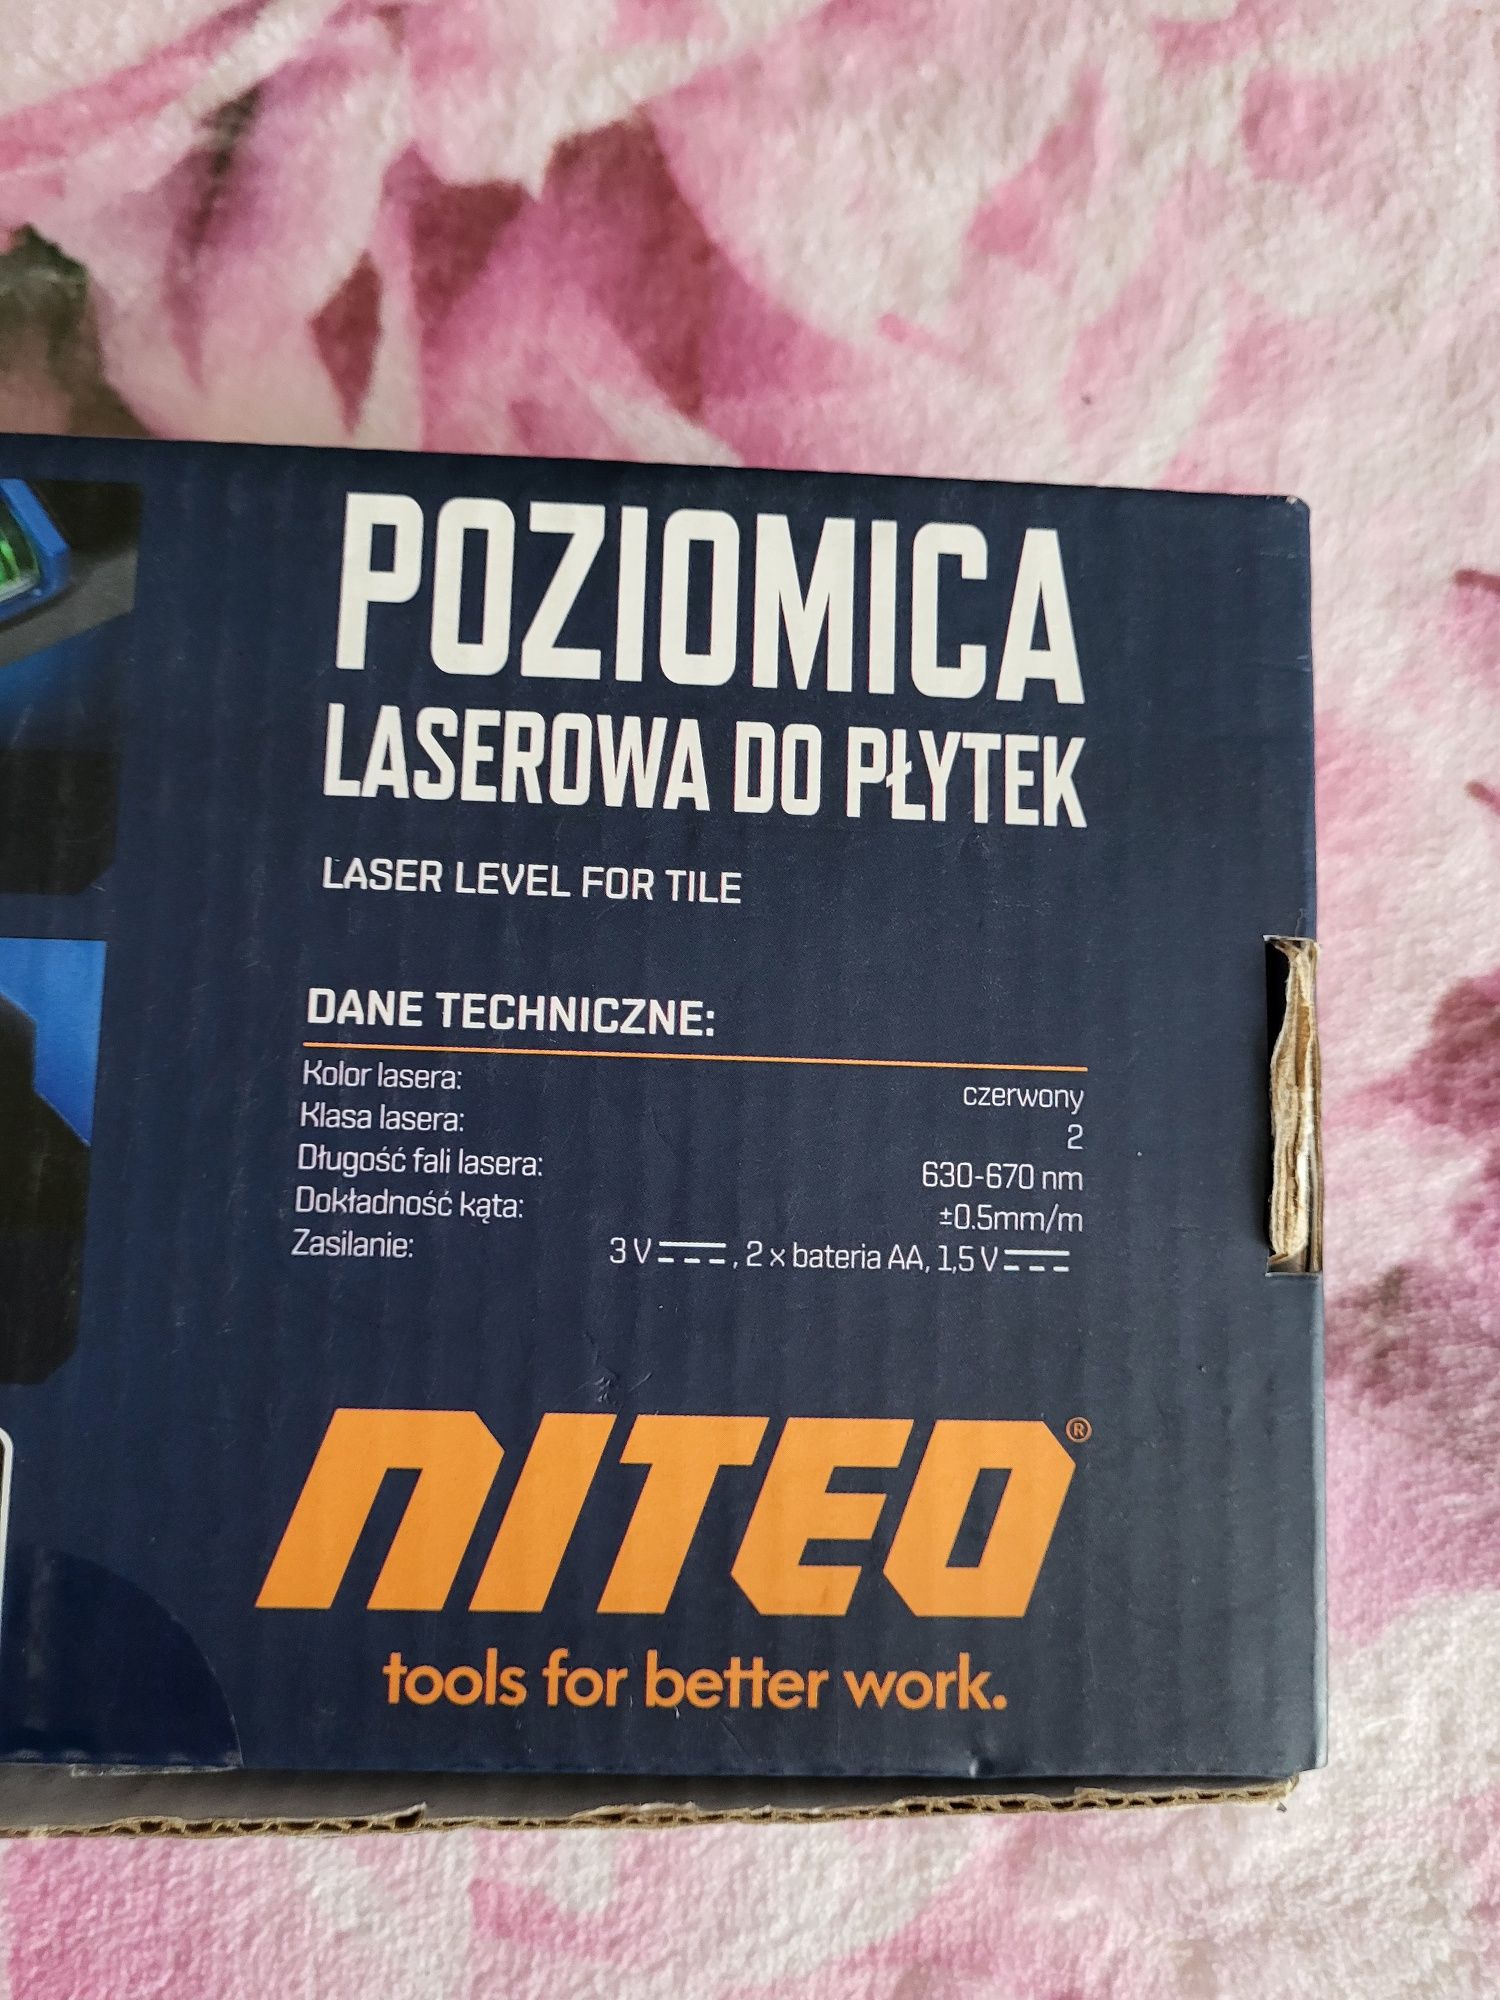 POZIOMICA
LASEROWA DO PŁYTEK
LASER LEVEL FOR TILE
DANE TECHNICZNE:
Kolor lasera: czerwony
Klasa lasera: 2
Długość fali lasera: 630-670 nm
Dokładność kąta: ±0.5mm/m
Zasilanie: 3 V⎓, 2 x bateria AA, 1,5 V⎓
NITEO®
tools for better work.